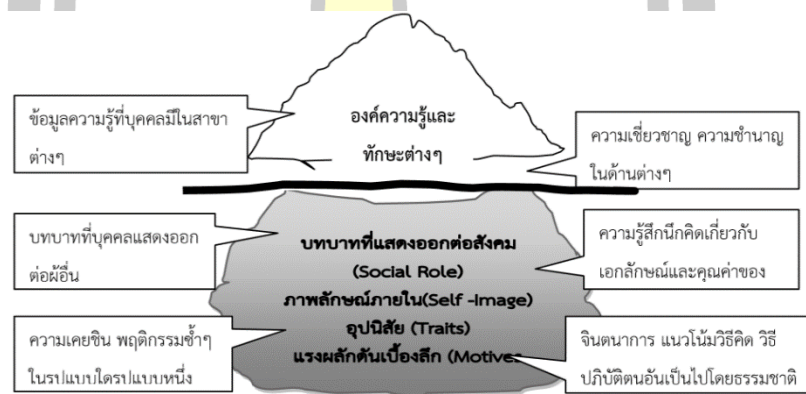 องค์ความรู้และ
ทักษะต่างๆ
ข้อมูลความรู้ที่บุคคลมีในสาขา
ต่างๆ
ความเชี่ยวชาญ ความชำนาญ
ในด้านต่างๆ
บทบาทที่บุคคลแสดงออก
ต่อผู้อื่น
บทบาทที่แสดงออกต่อสังคม
(Social Role)
ภาพลักษณ์ภายใน(Self -Image)
อุปนิสัย (Traits)
แรงผลักดันเบื้องลึก (Motives
ความรู้สึกนึกคิดเกี่ยวกับ
เอกลักษณ์และคุณค่าของ
ความเคยชิน พฤติกรรมซ้ำๆ
ในรูปแบบใดรูปแบบหนึ่ง
จินตนาการ แนวโน้มวิธีคิด วิธี
ปฏิบัติตนอันเป็นไปโดยธรรมชาติ